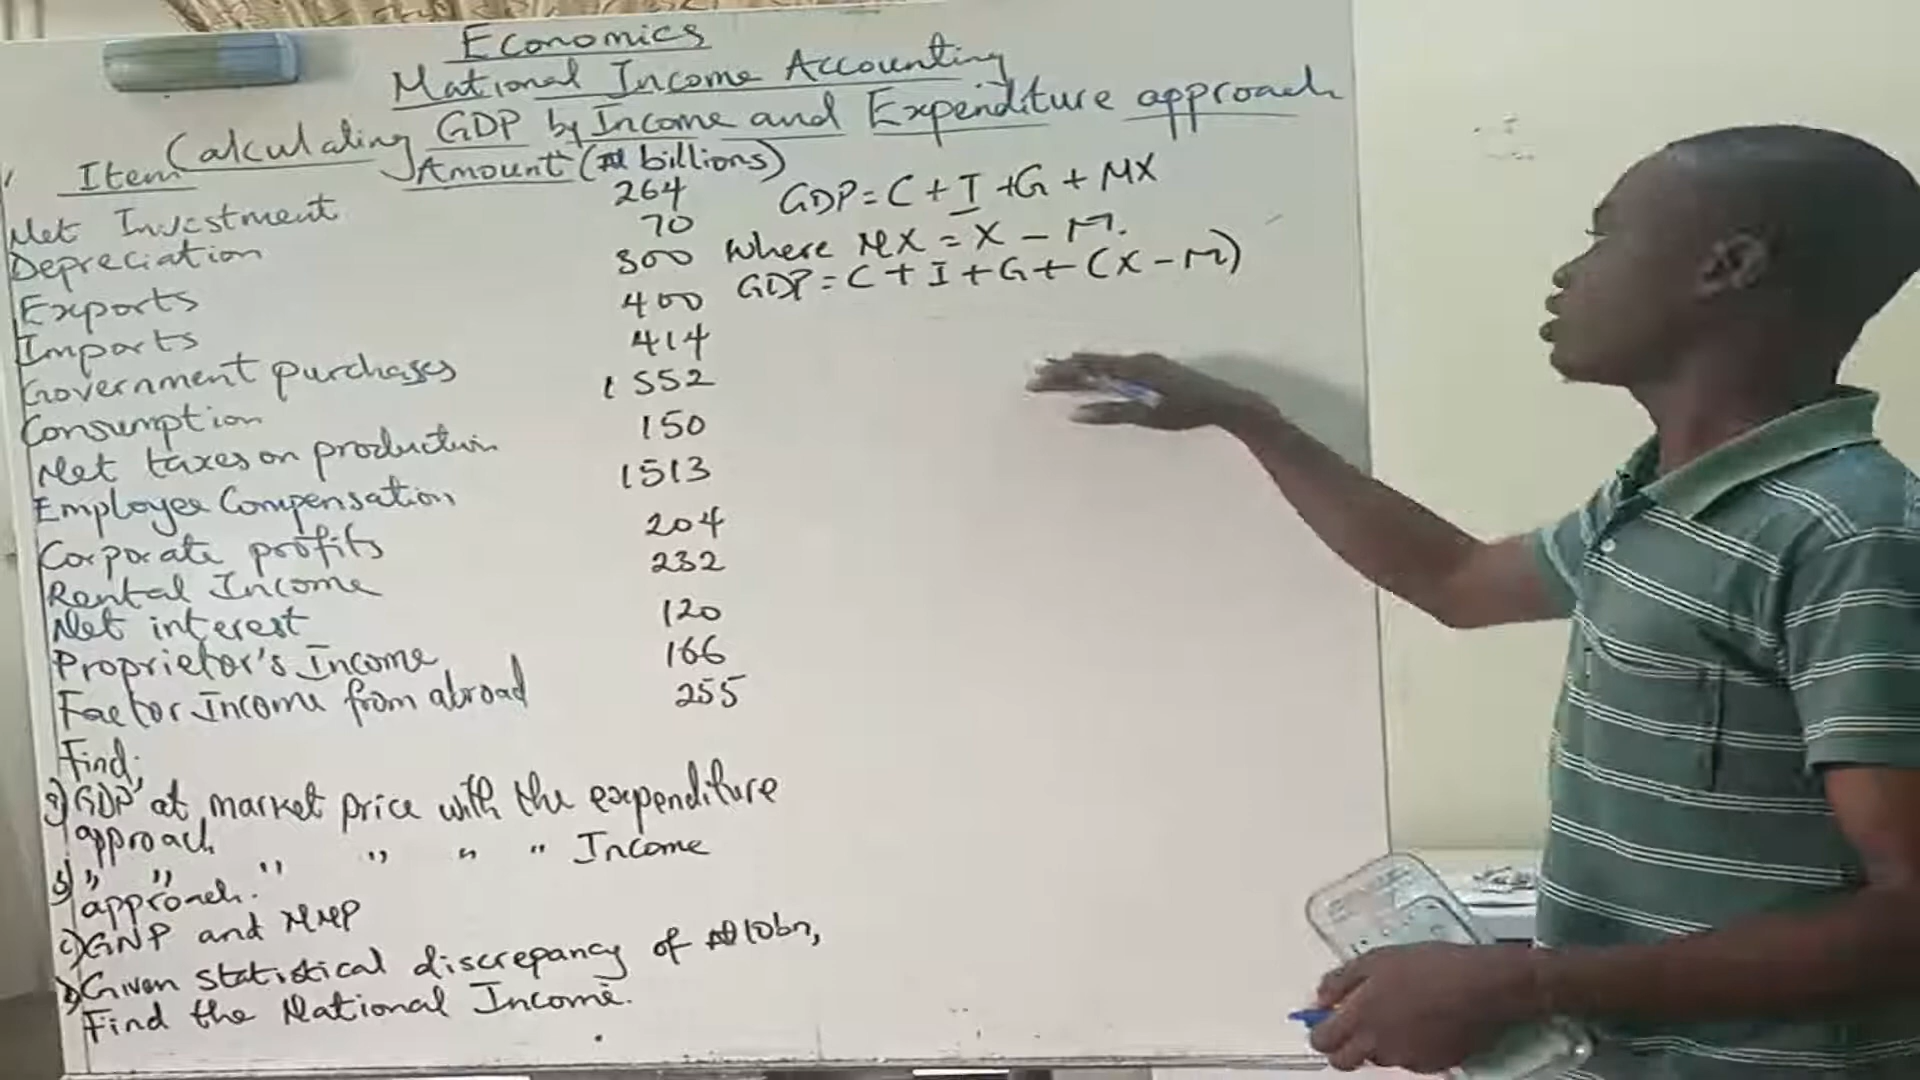 Economics
National Income Accounting
Calculating GDP by Income and Expenditure approach
Item Amount (₦ billions)
Net Investment 264
Depreciation 70
Exports 300
Imports 400
Government purchases 414
Consumption 1552
Net taxes on production 150
Employee Compensation 1513
Corporate profits 204
Rental Income 232
Net interest 120
Proprietor's Income 166
Factor Income from abroad 255
Find;
a) GDP at market price with the expenditure
approach
b) " " " " " " Income
approach.
c) GNP and NNP
d) Given statistical discrepancy of ₦10bn,
Find the National Income.
GDP = C + I + G + NX
Where NX = X - M.
GDP = C + I + G + (X - M)